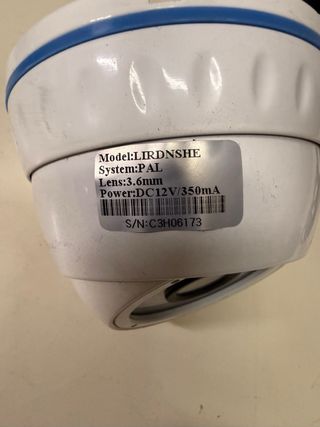 Model:LIRDNSHE
System:PAL
Lens:3.6mm
Power:DC12V/350mA
S/N:C3H06173